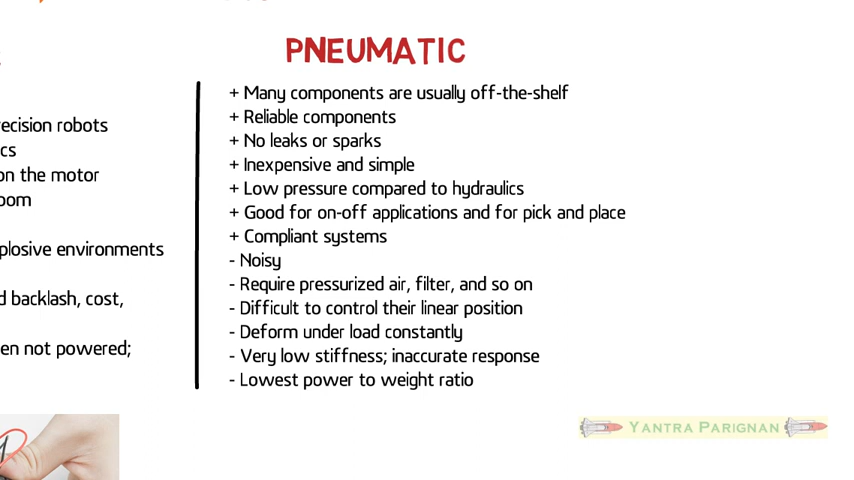 PNEUMATIC
recision robots
cs
on the motor
oom
plosive environments
d backlash, cost,
en not powered;
+ Many components are usually off-the-shelf
+ Reliable components
+ No leaks or sparks
+ Inexpensive and simple
+ Low pressure compared to hydraulics
+ Good for on-off applications and for pick and place
+ Compliant systems
- Noisy
- Require pressurized air, filter, and so on
- Difficult to control their linear position
- Deform under load constantly
- Very low stiffness; inaccurate response
- Lowest power to weight ratio
YANTRA PARIGNAN